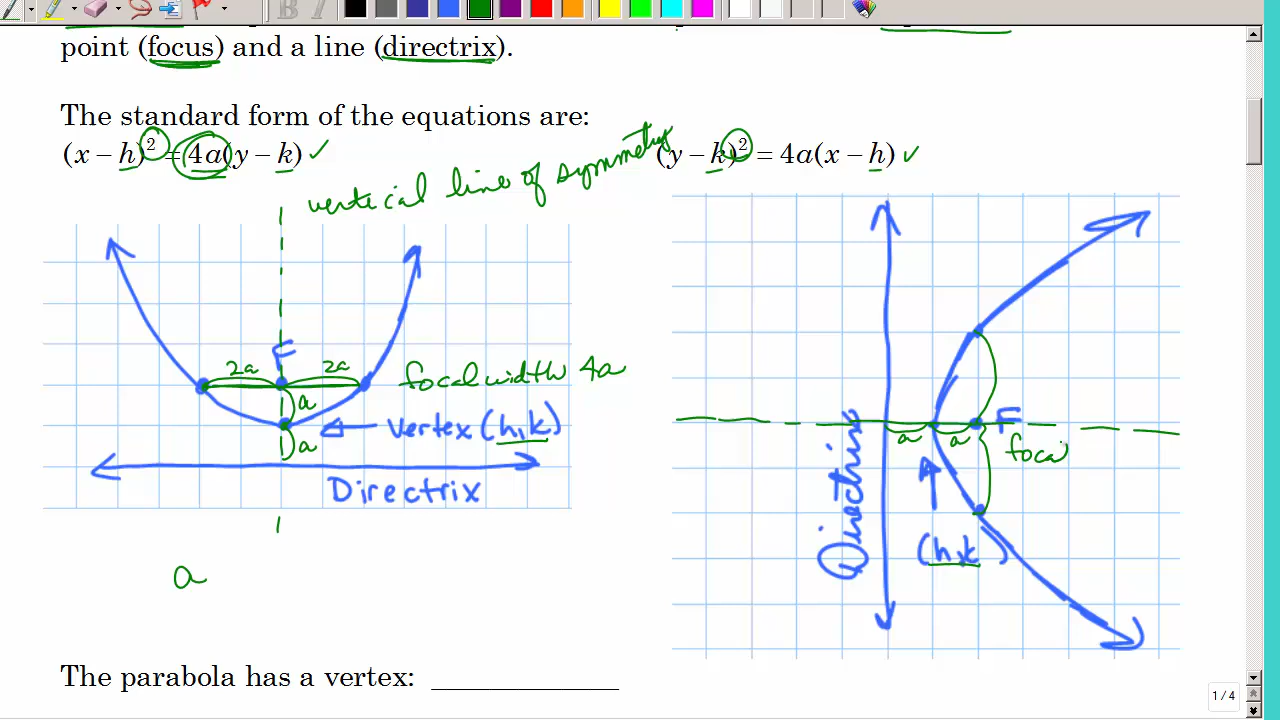 point (focus) and a line (directrix).
The standard form of the equations are:
(x – h)² = 4a(y – k) ✓
(y – k)² = 4a(x – h) ✓
vertical line of symmetry
F
2a 2a
focal width 4a
a
Vertex (h,k)
a
Directrix
a
Directrix
F
a a
foca
(h,k)
The parabola has a vertex: ____________
1/4